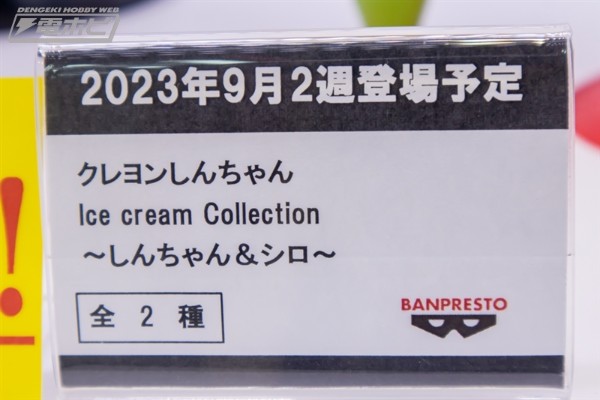 DENGEKI HOBBY WEB
電ホビ
2023年9月2週登場予定
クレヨンしんちゃん
Ice cream Collection
～しんちゃん＆シロ～
全 2 種
BANPRESTO
!